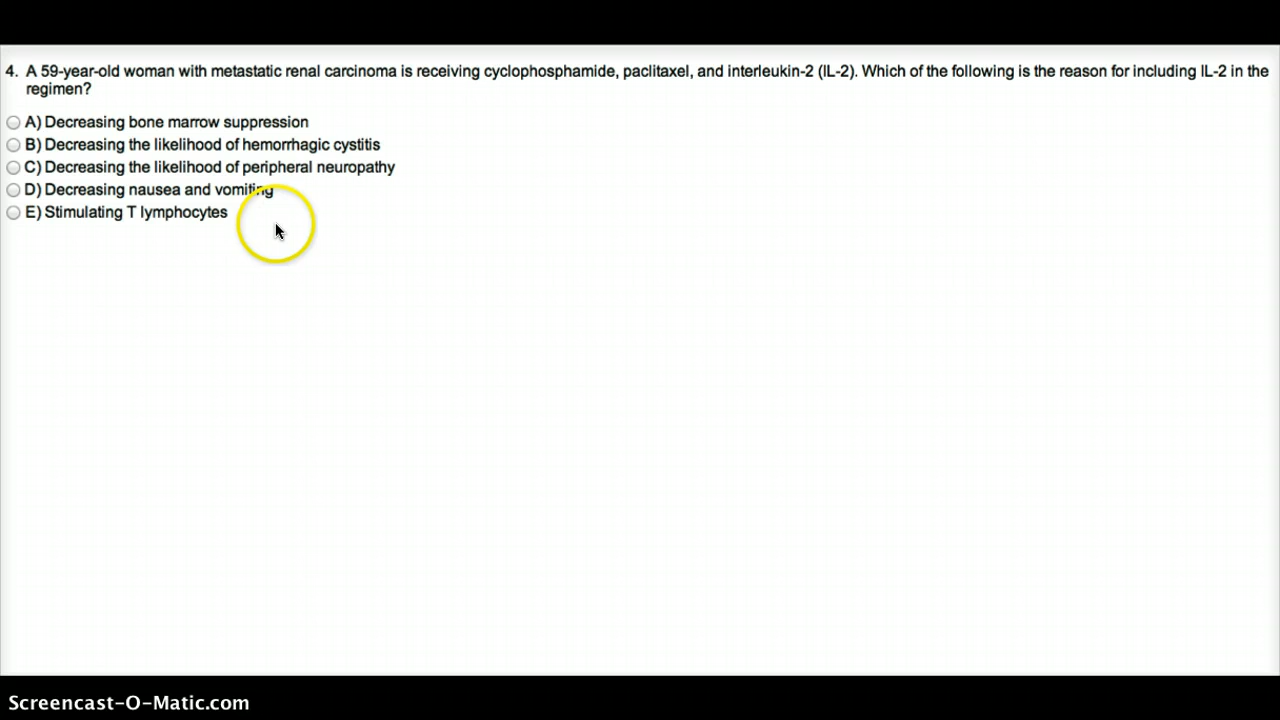 4. A 59-year-old woman with metastatic renal carcinoma is receiving cyclophosphamide, paclitaxel, and interleukin-2 (IL-2). Which of the following is the reason for including IL-2 in the
regimen?
A) Decreasing bone marrow suppression
B) Decreasing the likelihood of hemorrhagic cystitis
C) Decreasing the likelihood of peripheral neuropathy
D) Decreasing nausea and vomiting
E) Stimulating T lymphocytes
Screencast-O-Matic.com